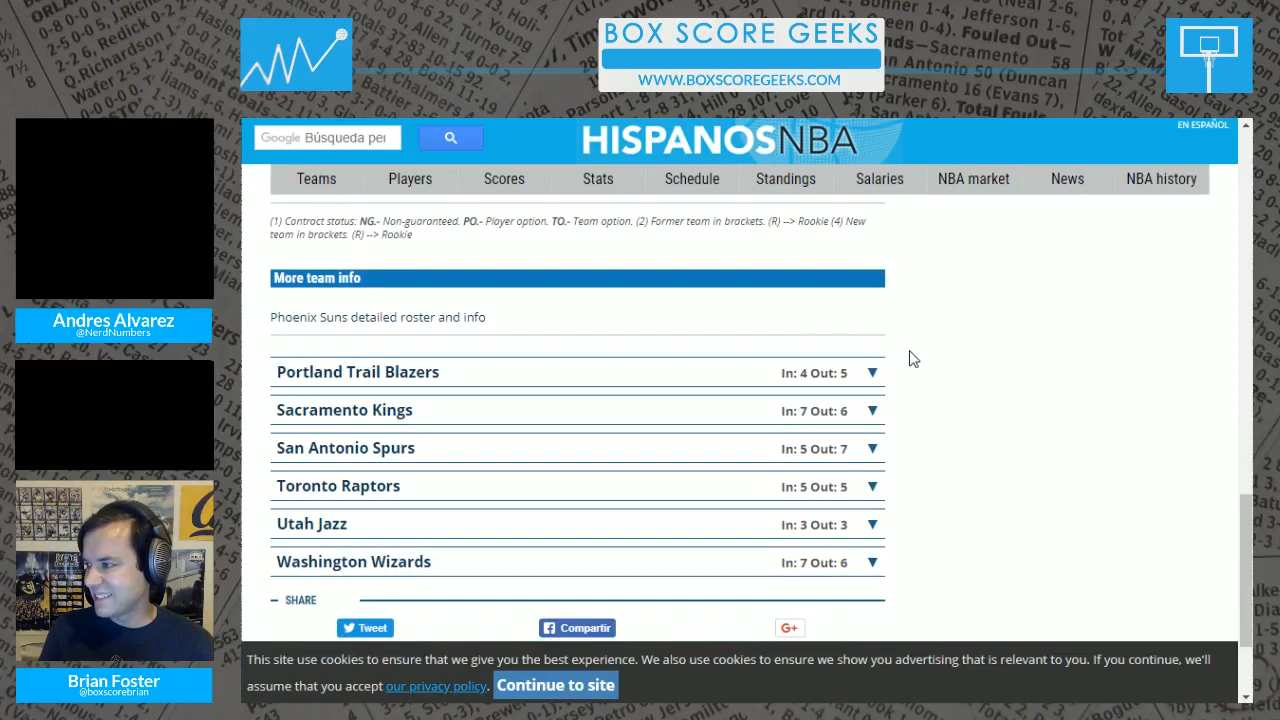 BOX SCORE GEEKS
WWW.BOXSCOREGEEKS.COM
Andres Alvarez
@NerdNumbers
Brian Foster
@boxscorebrian
Google Búsqueda per
HISPANOSNBA
EN ESPAÑOL
Teams Players Scores Stats Schedule Standings Salaries NBA market News NBA history
(1) Contract status: NG.- Non-guaranteed. PO.- Player option. TO.- Team option. (2) Former team in brackets. (R) --> Rookie (4) New
team in brackets. (R) --> Rookie
More team info
Phoenix Suns detailed roster and info
Portland Trail Blazers In: 4 Out: 5 ▼
Sacramento Kings In: 7 Out: 6 ▼
San Antonio Spurs In: 5 Out: 7 ▼
Toronto Raptors In: 5 Out: 5 ▼
Utah Jazz In: 3 Out: 3 ▼
Washington Wizards In: 7 Out: 6 ▼
SHARE
Tweet Compartir G+
This site use cookies to ensure that we give you the best experience. We also use cookies to ensure we show you advertising that is relevant to you. If you continue, we'll
assume that you accept our privacy policy. Continue to site